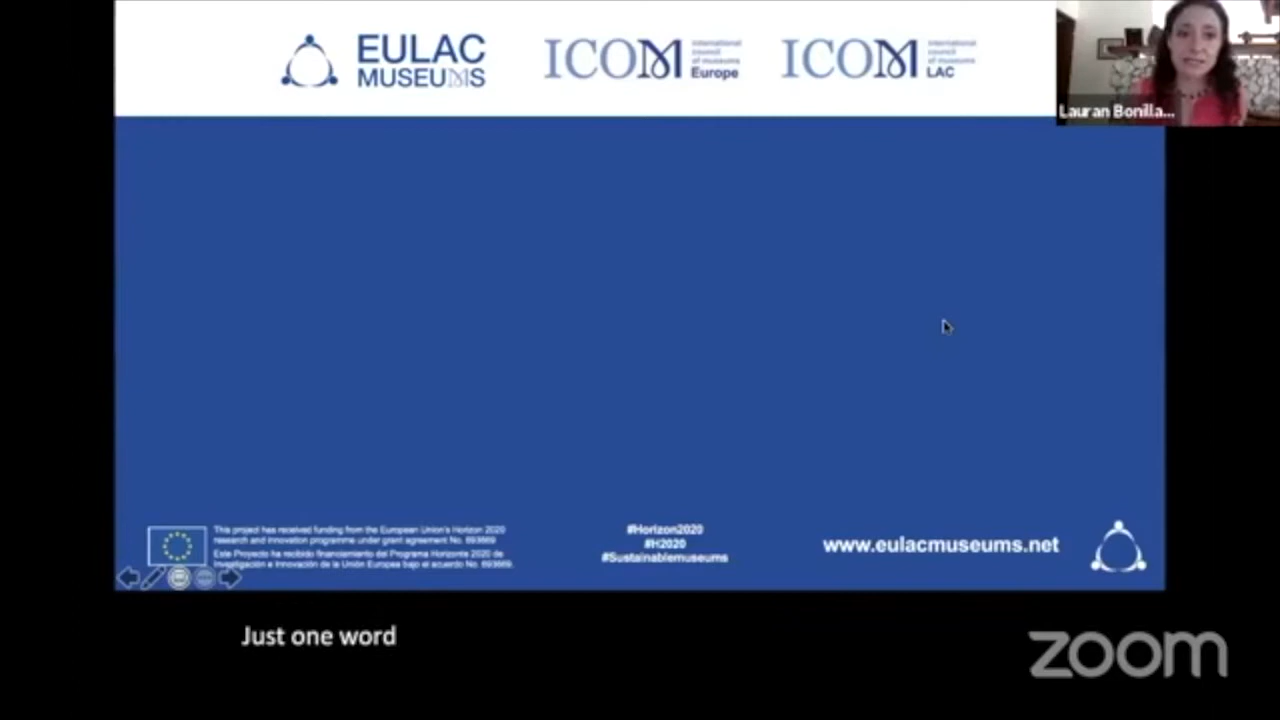 EULAC
MUSEUMS
ICOM
international
council
of museums
Europe
ICOM
international
council
of museums
LAC
Lauran Bonilla...
This project has received funding from the European Union's Horizon 2020
research and innovation programme under grant agreement No. 693669
Este Proyecto ha recibido financiamiento del Programa Horizonte 2020 de
Investigación e Innovación de la Unión Europea bajo el acuerdo No. 693669.
#Horizon2020
#H2020
#Sustainablemuseums
www.eulacmuseums.net
Just one word
zoom